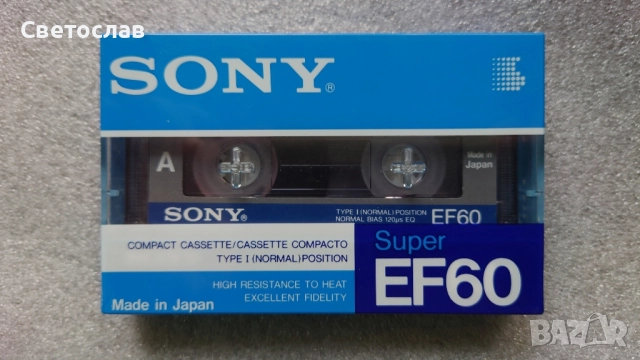 Светослав
SONY®
A
Made in
Japan
SONY®
TYPE I (NORMAL) POSITION
NORMAL BIAS 120µs EQ
EF60
COMPACT CASSETTE/CASSETTE COMPACTO
TYPE I (NORMAL) POSITION
Super
EF60
HIGH RESISTANCE TO HEAT
EXCELLENT FIDELITY
Made in Japan
BAZAR